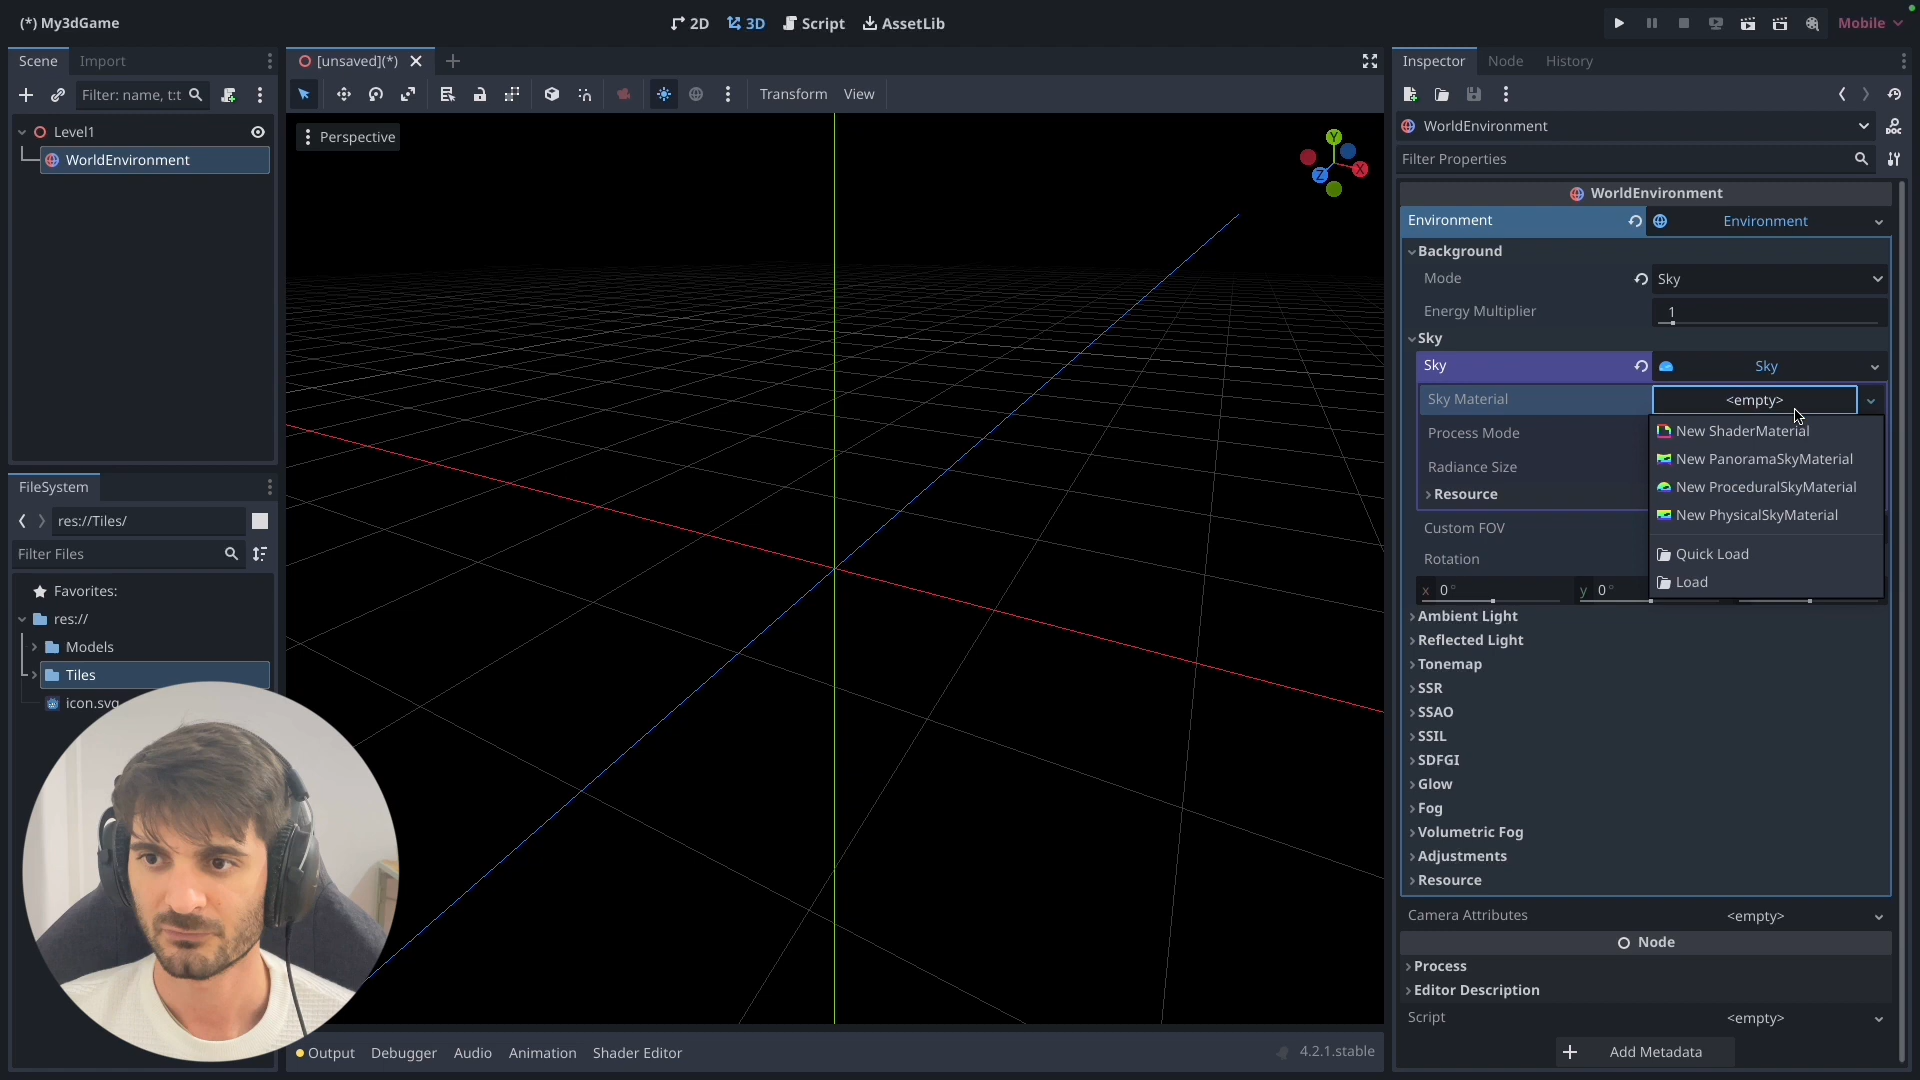 (*) My3dGame
2D
3D
Script
AssetLib
Mobile
Scene
Import
Filter: name, t:t
Level1
WorldEnvironment
FileSystem
res://Tiles/
Filter Files
Favorites:
res://
Models
Tiles
icon.svg
[unsaved](*)
Transform
View
Perspective
Y
X
Z
Output
Debugger
Audio
Animation
Shader Editor
4.2.1.stable
Inspector
Node
History
WorldEnvironment
DOC
Filter Properties
WorldEnvironment
Environment
Environment
Background
Mode
Sky
Energy Multiplier
1
Sky
Sky
Sky
Sky Material
<empty>
Process Mode
Radiance Size
Resource
Custom FOV
Rotation
x 0°
y 0°
New ShaderMaterial
New PanoramaSkyMaterial
New ProceduralSkyMaterial
New PhysicalSkyMaterial
Quick Load
Load
Ambient Light
Reflected Light
Tonemap
SSR
SSAO
SSIL
SDFGI
Glow
Fog
Volumetric Fog
Adjustments
Resource
Camera Attributes
<empty>
Node
Process
Editor Description
Script
<empty>
Add Metadata